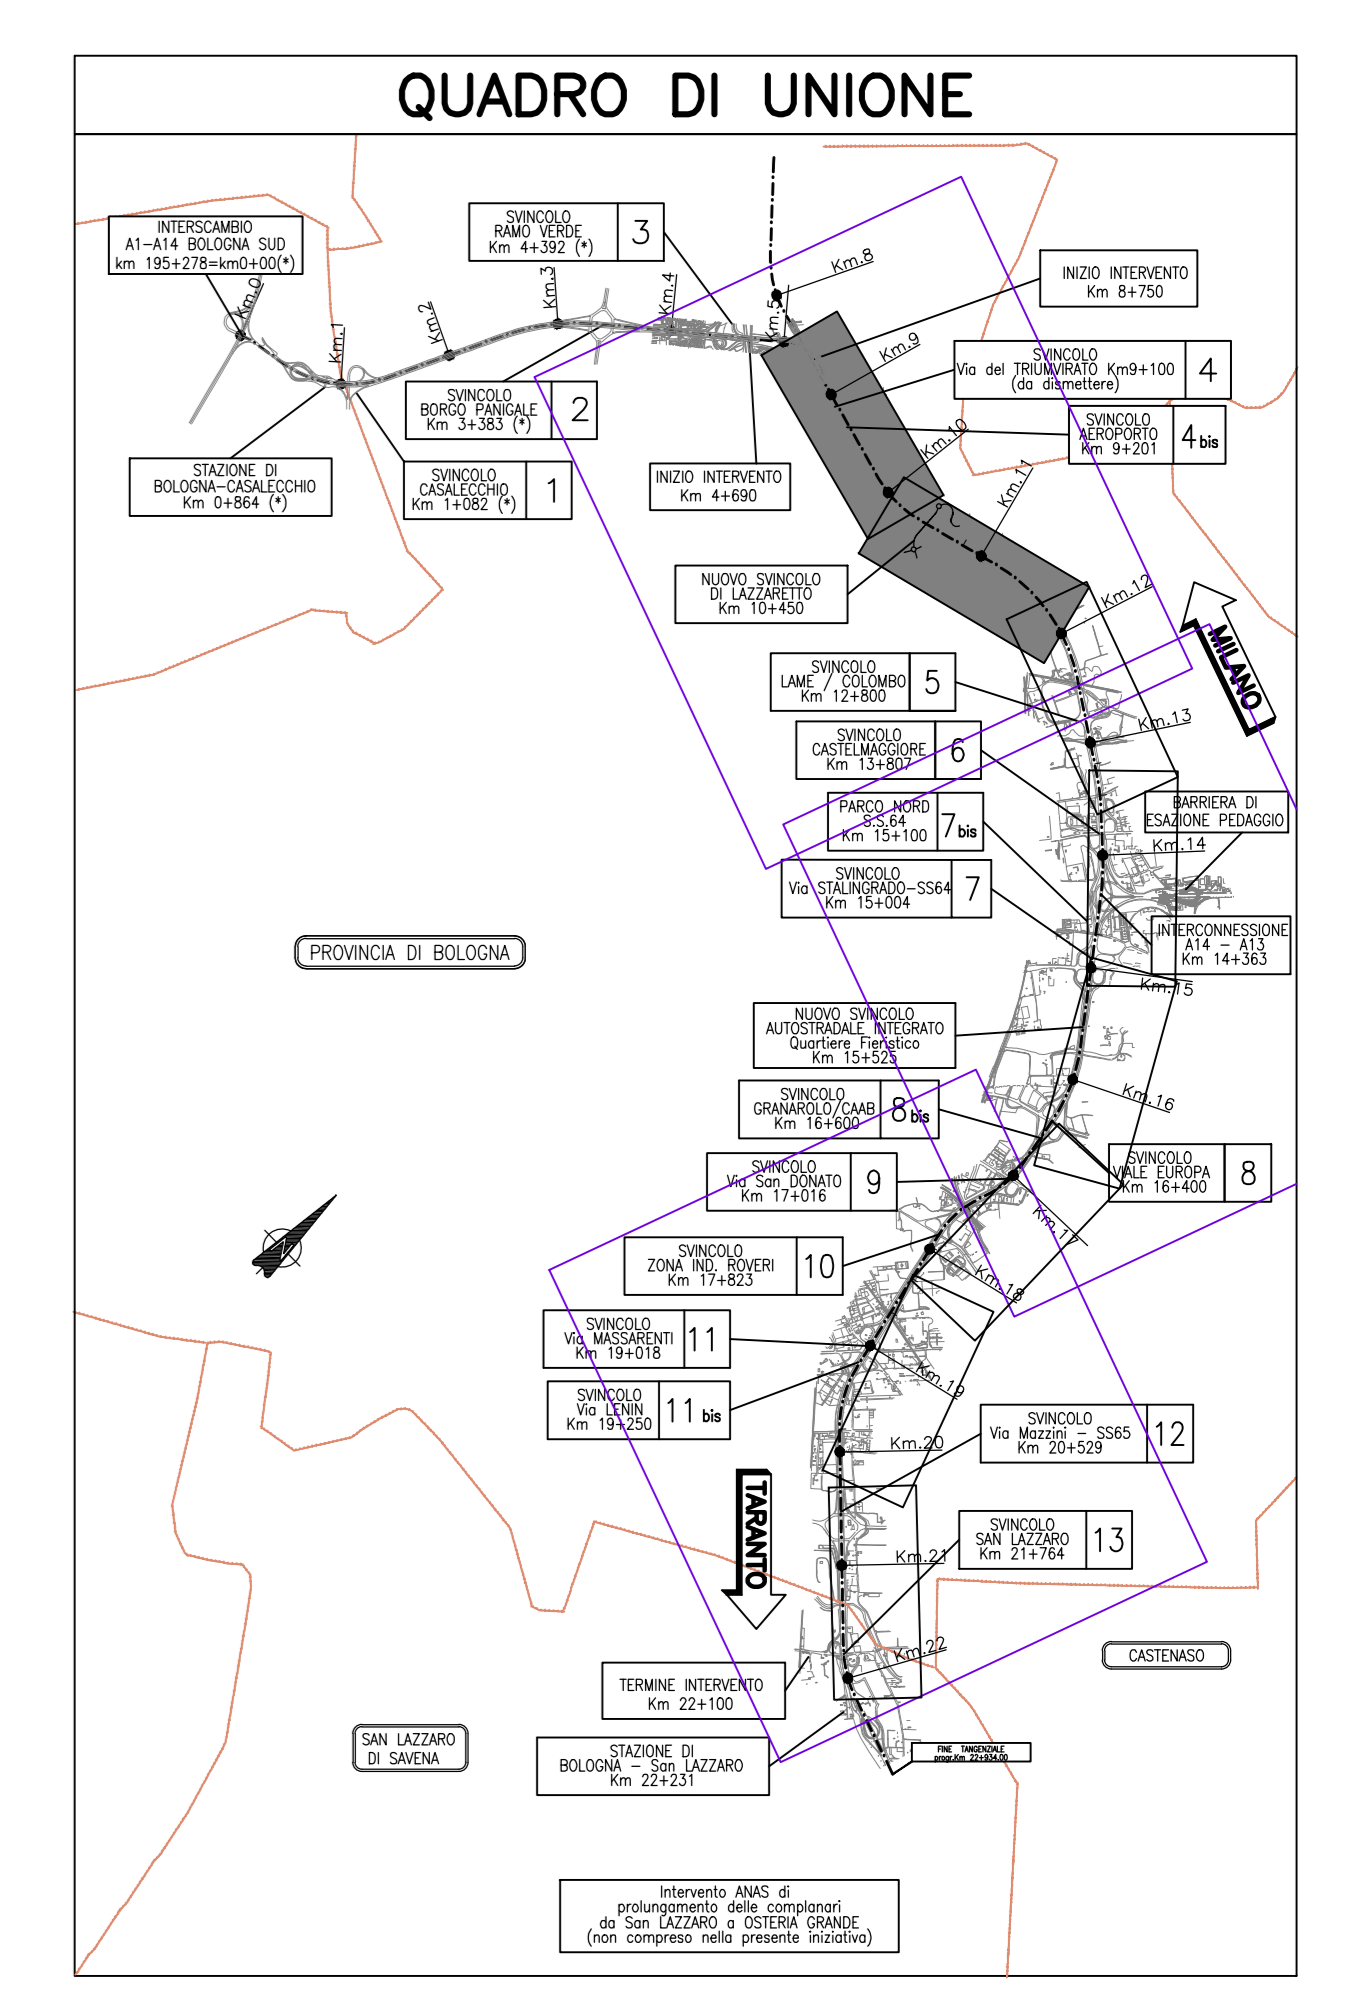 QUADRO DI UNIONE
INTERSCAMBIO
A1-A14 BOLOGNA SUD
km 195+278=km0+00(*)
SVINCOLO
RAMO VERDE
Km 4+392 (*)
3
Km.0
Km.1
Km.2
Km.3
Km.4
Km.5
Km.8
INIZIO INTERVENTO
Km 8+750
Km.9
SVINCOLO
Via del TRIUMVIRATO Km9+100
(da dismettere)
4
SVINCOLO
BORGO PANIGALE
Km 3+383 (*)
2
SVINCOLO
AEROPORTO
Km 9+201
4 bis
Km.10
STAZIONE DI
BOLOGNA-CASALECCHIO
Km 0+864 (*)
SVINCOLO
CASALECCHIO
Km 1+082 (*)
1
INIZIO INTERVENTO
Km 4+690
Km.11
NUOVO SVINCOLO
DI LAZZARETTO
Km 10+450
Km.12
MILANO
SVINCOLO
LAME / COLOMBO
Km 12+800
5
Km.13
SVINCOLO
CASTELMAGGIORE
Km 13+807
6
PARCO NORD
S.S.64
Km 15+100
7 bis
BARRIERA DI
ESAZIONE PEDAGGIO
Km.14
SVINCOLO
Via STALINGRADO-SS64
Km 15+004
7
INTERCONNESSIONE
A14 - A13
Km 14+363
PROVINCIA DI BOLOGNA
Km.15
NUOVO SVINCOLO
AUTOSTRADALE INTEGRATO
Quartiere Fieristico
Km 15+525
Km.16
SVINCOLO
GRANAROLO/CAAB
Km 16+600
8 bis
SVINCOLO
VIALE EUROPA
Km 16+400
8
SVINCOLO
Via San DONATO
Km 17+016
9
Km.17
SVINCOLO
ZONA IND. ROVERI
Km 17+823
10
Km.18
SVINCOLO
Via MASSARENTI
Km 19+018
11
Km.19
SVINCOLO
Via LENIN
Km 19+250
11 bis
SVINCOLO
Via Mazzini - SS65
Km 20+529
12
Km.20
TARANTO
SVINCOLO
SAN LAZZARO
Km 21+764
13
Km.21
Km.22
CASTENASO
TERMINE INTERVENTO
Km 22+100
SAN LAZZARO
DI SAVENA
STAZIONE DI
BOLOGNA - San LAZZARO
Km 22+231
FINE TANGENZIALE
progr.Km 22+934.00
Intervento ANAS di
prolungamento delle complanari
da San LAZZARO a OSTERIA GRANDE
(non compreso nella presente iniziativa)